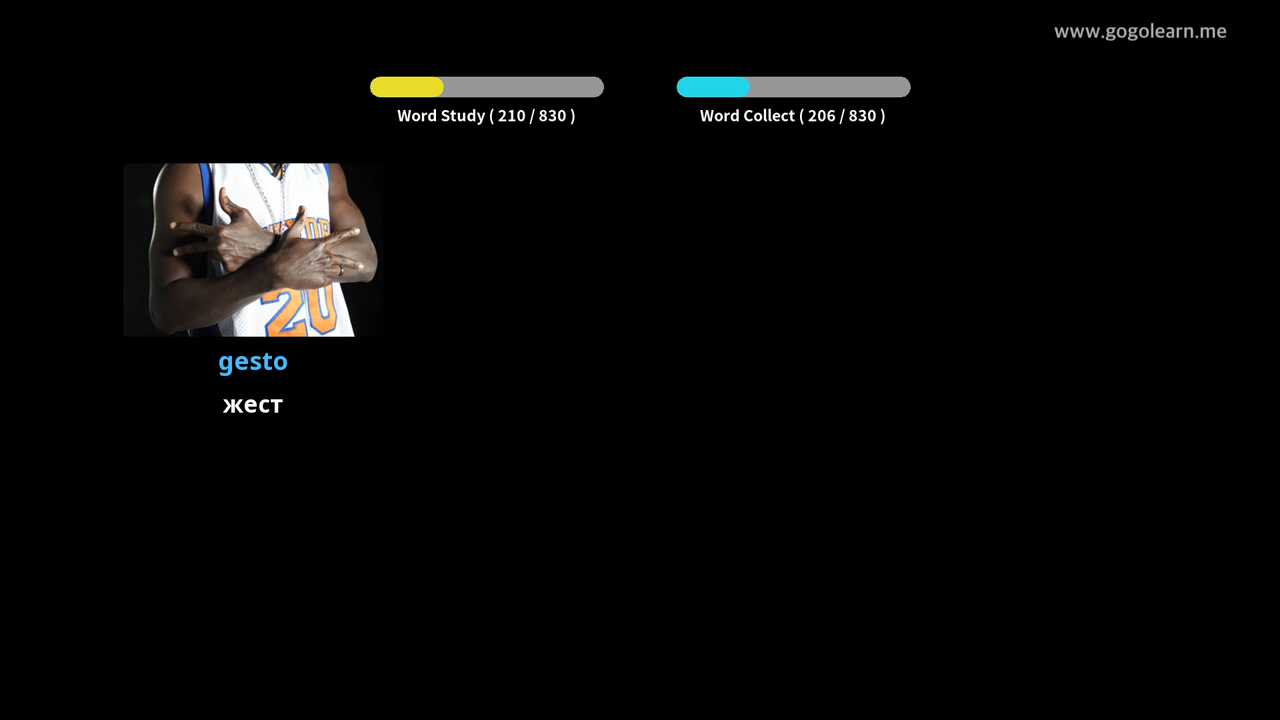 www.gogolearn.me
Word Study ( 210 / 830 )
Word Collect ( 206 / 830 )
20
gesto
жест